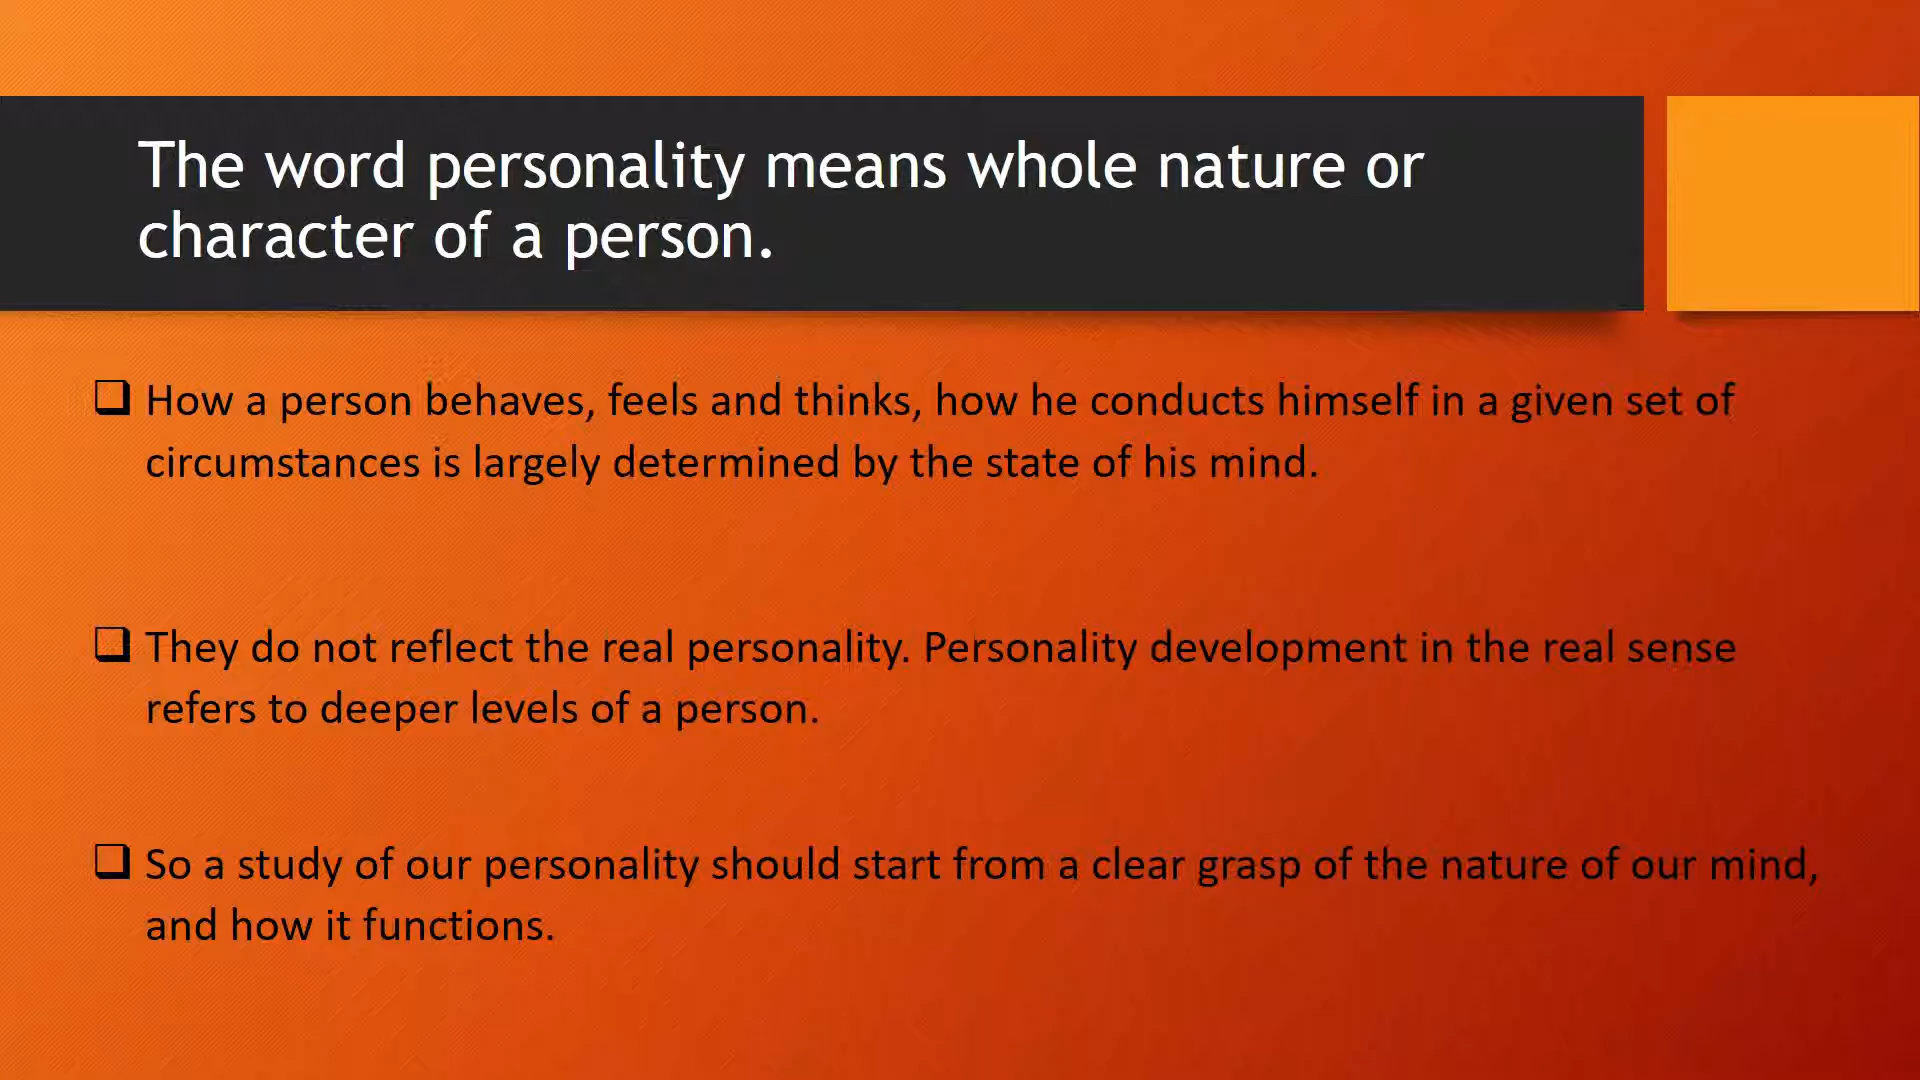 The word personality means whole nature or
character of a person.
How a person behaves, feels and thinks, how he conducts himself in a given set of
circumstances is largely determined by the state of his mind.
They do not reflect the real personality. Personality development in the real sense
refers to deeper levels of a person.
So a study of our personality should start from a clear grasp of the nature of our mind,
and how it functions.